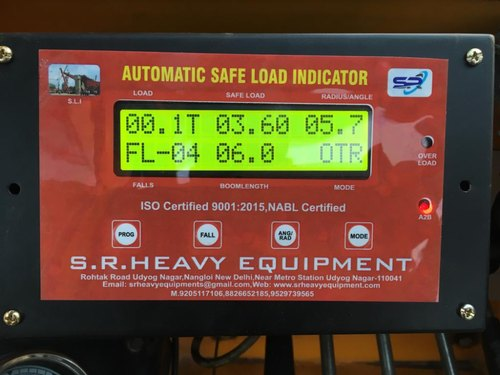 AUTOMATIC SAFE LOAD INDICATOR
S.L.I
LOAD SAFE LOAD RADIUS/ANGLE
00.1T 03.60 05.7
FL-04 06.0 OTR
OVER LOAD
FALLS BOOMLENGTH MODE
A2B
ISO Certified 9001:2015,NABL Certified
PROG FALL ANG/RAD MODE
S.R.HEAVY EQUIPMENT
Rohtak Road Udyog Nagar,Nangloi New Delhi,Near Metro Station Udyog Nagar-110041
Email: srheavyequipments@gmail.com,Web: www.srheavyequipment.com
M.9205117106,8826652185,9529739565